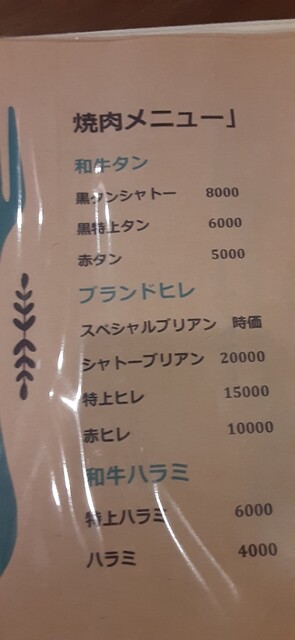 焼肉メニュー」
和牛タン
黒タンシャトー 8000
黒特上タン 6000
赤タン 5000
ブランドヒレ
スペシャルブリアン 時価
シャトーブリアン 20000
特上ヒレ 15000
赤ヒレ 10000
和牛ハラミ
特上ハラミ 6000
ハラミ 4000